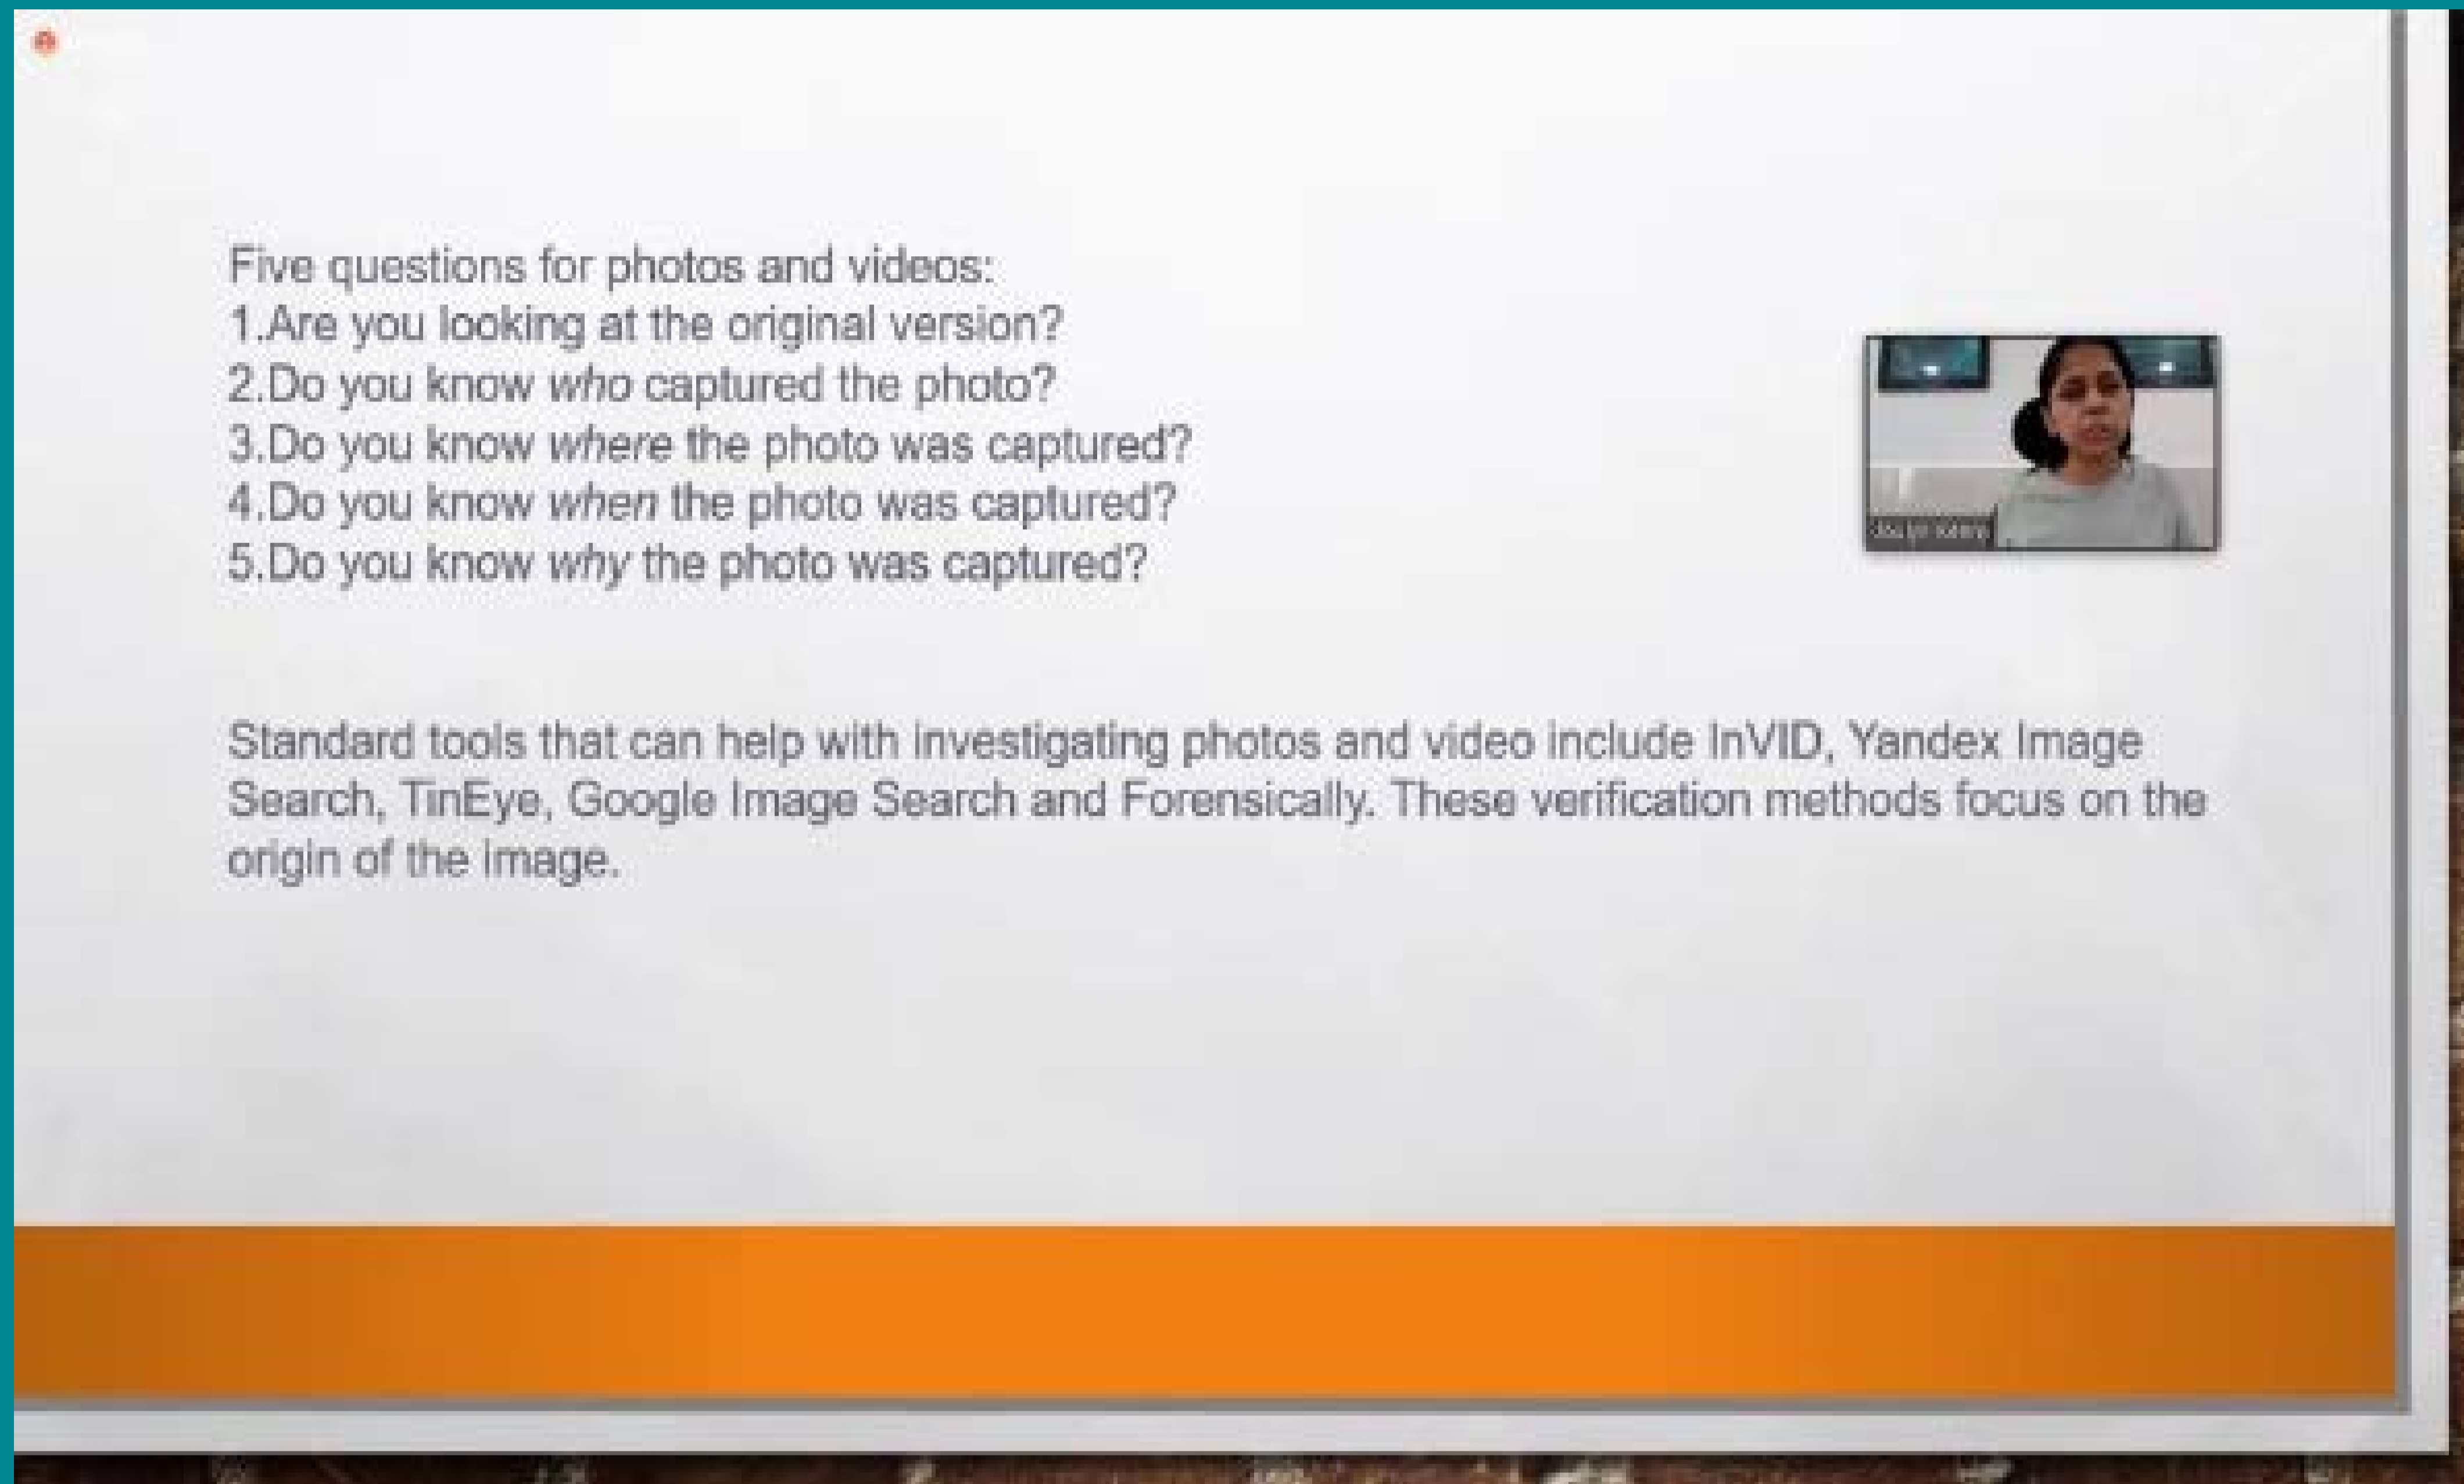 Five questions for photos and videos:
1.Are you looking at the original version?
2.Do you know who captured the photo?
3.Do you know where the photo was captured?
4.Do you know when the photo was captured?
5.Do you know why the photo was captured?
Standard tools that can help with investigating photos and video include InVID, Yandex Image
Search, TinEye, Google Image Search and Forensically. These verification methods focus on the
origin of the image.